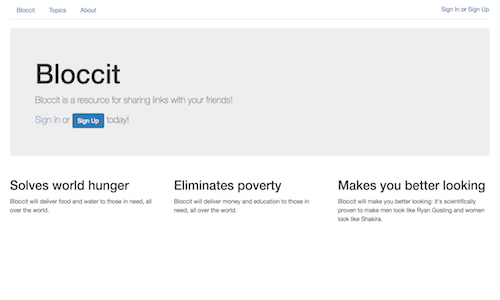 Bloccit Topics About Sign In or Sign Up
Bloccit
Bloccit is a resource for sharing links with your friends!
Sign In or Sign Up today!
Solves world hunger
Bloccit will deliver food and water to those in need, all
over the world.
Eliminates poverty
Bloccit will deliver money and education to those in need,
all over the world.
Makes you better looking
Bloccit will make you better looking: it's scientifically
proven to make men look like Ryan Gosling and women
look like Shakira.